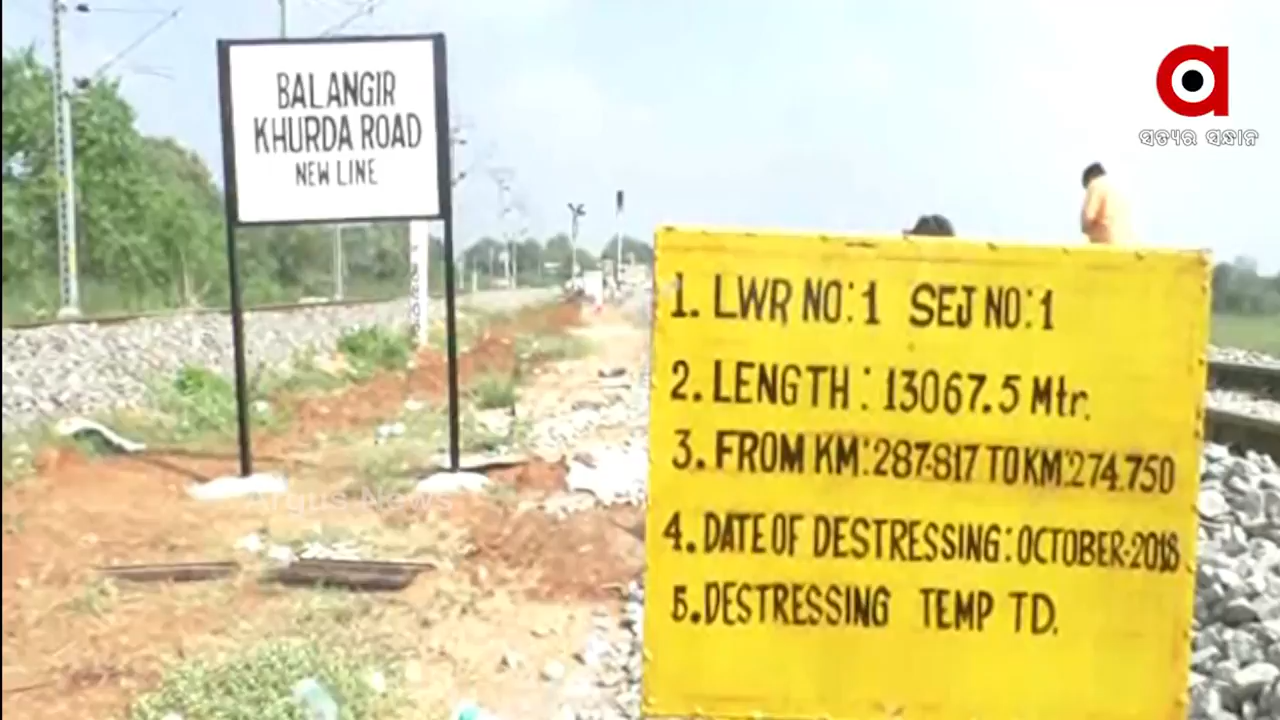 BALANGIR
KHURDA ROAD
NEW LINE
ସତ୍ୟର ସନ୍ଧାନ
1. LWR NO:1 SEJ NO:1
2. LENGTH: 13067.5 Mtr.
3. FROM KM:287.817 TO KM:274.750
4. DATE OF DESTRESSING: OCTOBER-2018
5. DESTRESSING TEMP TD.
Argus News